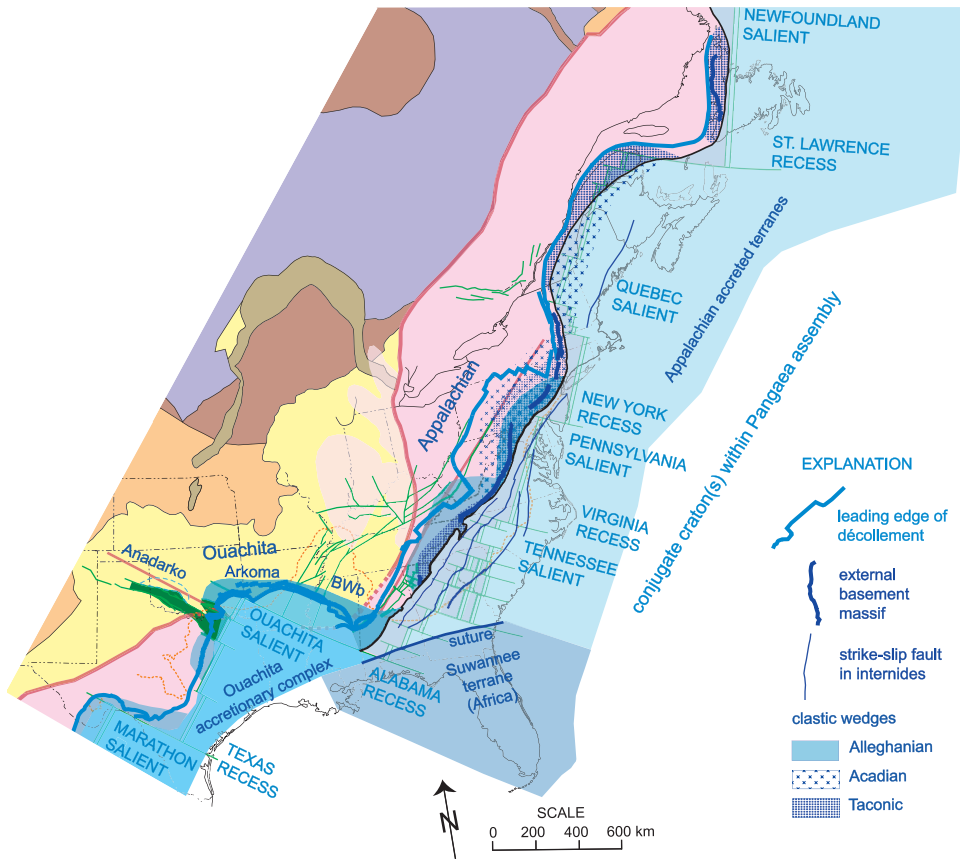 NEWFOUNDLAND
SALIENT
ST. LAWRENCE
RECESS
Appalachian accreted terranes
QUEBEC
SALIENT
conjugate craton(s) within Pangaea assembly
Appalachian
NEW YORK
RECESS
PENNSYLVANIA
SALIENT
VIRGINIA
RECESS
TENNESSEE
SALIENT
Ouachita
Anadarko
Arkoma
BWb
OUACHITA
SALIENT
suture
Ouachita
accretionary complex
ALABAMA
RECESS
Suwannee
terrane
(Africa)
MARATHON
SALIENT
TEXAS
RECESS
EXPLANATION
leading edge of
décollement
external
basement
massif
strike-slip fault
in internides
clastic wedges
Alleghanian
Acadian
Taconic
N
SCALE
0 200 400 600 km